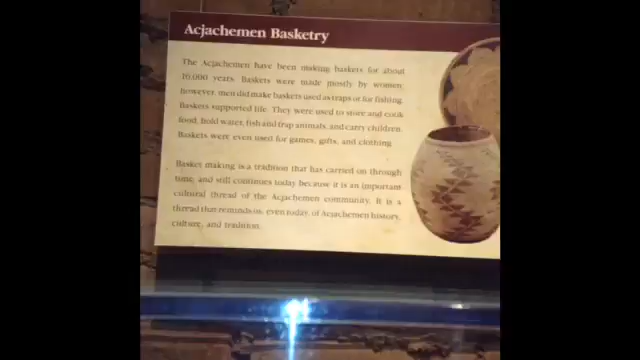 Acjachemen Basketry
The Acjachemen have been making baskets for about
10,000 years. Baskets were made mostly by women;
however, men did make baskets used as traps or for fishing.
Baskets supported life. They were used to store and cook
food, hold water, fish and trap animals, and carry children.
Baskets were even used for games, gifts, and clothing.
Basket making is a tradition that has carried on through
time, and still continues today because it is an important
cultural thread of the Acjachemen community. It is a
thread that reminds us, even today, of Acjachemen history,
culture, and tradition.